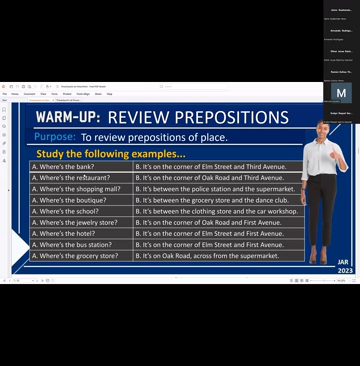 WARM-UP: REVIEW PREPOSITIONS
Purpose: To review prepositions of place.
Study the following examples...
A. Where's the bank? B. It's on the corner of Elm Street and Third Avenue.
A. Where's the restaurant? B. It's on the corner of Oak Road and Third Avenue.
A. Where's the shopping mall? B. It's between the police station and the supermarket.
A. Where's the boutique? B. It's between the grocery store and the dance club.
A. Where's the school? B. It's between the clothing store and the car workshop.
A. Where's the jewelry store? B. It's on the corner of Oak Road and First Avenue.
A. Where's the hotel? B. It's on the corner of Elm Street and First Avenue.
A. Where's the bus station? B. It's on the corner of Elm Street and First Avenue.
A. Where's the grocery store? B. It's on Oak Road, across from the supermarket.
JAR
2023
M